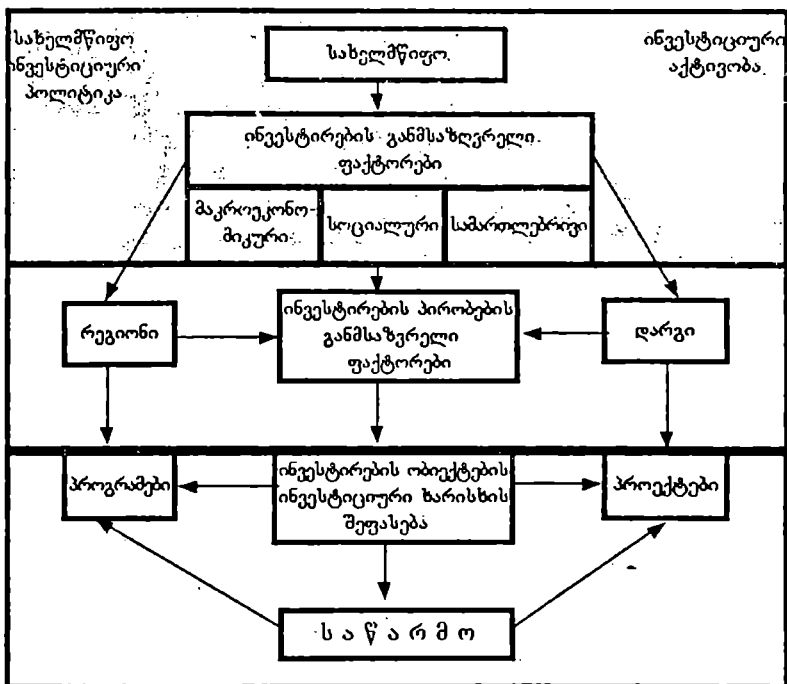 სახელმწიფო
ინვესტიციური
პოლიტიკა
სახელმწიფო.
ინვესტიციური
აქტივობა.
ინვესტირების განმსაზღვრელი.
ფაქტორები
მაკროეკონო-
მიკური
სოციალური
სამართლებრივი
რეგიონი
ინვესტირების პირობების
განმსაზვრელი
ფაქტორები
დარგი
პროგრამები
ინვესტირების ობიექტების
ინვესტიციური ხარისხის
შეფასება
პროექტები
ს ა წ ა რ მ ო